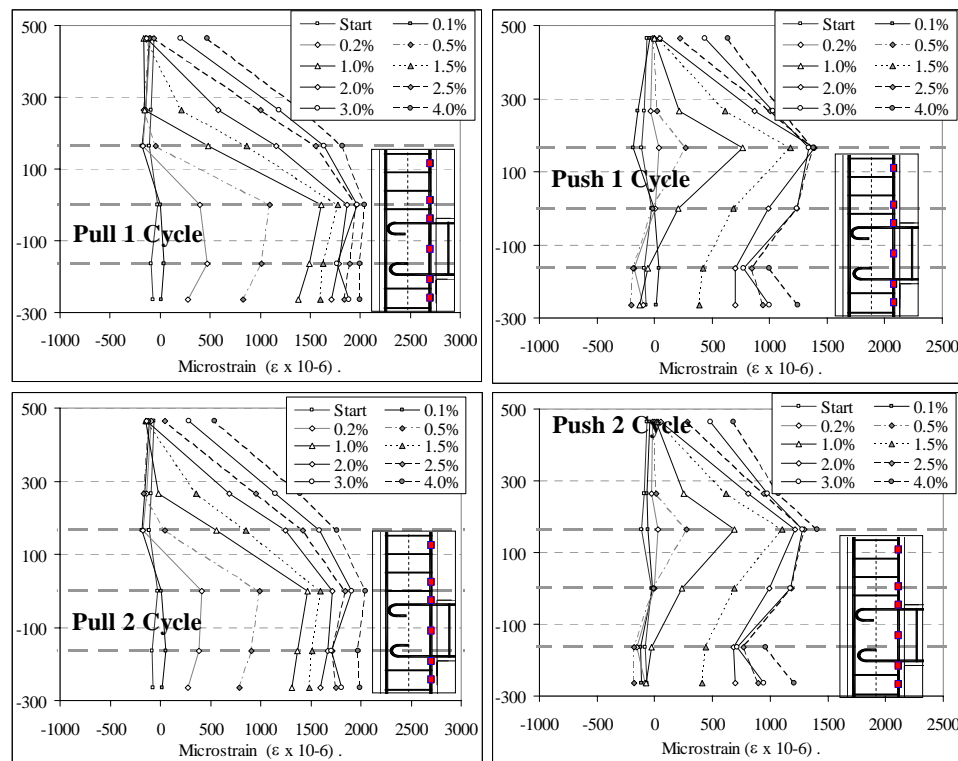 500
300
100
-100
-300
-1000 -500 0 500 1000 1500 2000 2500 3000
Microstrain (ε x 10-6) .
Pull 1 Cycle
Start 0.1%
0.2% 0.5%
1.0% 1.5%
2.0% 2.5%
3.0% 4.0%
500
300
100
-100
-300
-1000 -500 0 500 1000 1500 2000 2500
Microstrain (ε x 10-6) .
Push 1 Cycle
Start 0.1%
0.2% 0.5%
1.0% 1.5%
2.0% 2.5%
3.0% 4.0%
500
300
100
-100
-300
-1000 -500 0 500 1000 1500 2000 2500 3000
Microstrain (ε x 10-6) .
Pull 2 Cycle
Start 0.1%
0.2% 0.5%
1.0% 1.5%
2.0% 2.5%
3.0% 4.0%
500
300
100
-100
-300
-1000 -500 0 500 1000 1500 2000 2500
Microstrain (ε x 10-6) .
Push 2 Cycle
Start 0.1%
0.2% 0.5%
1.0% 1.5%
2.0% 2.5%
3.0% 4.0%